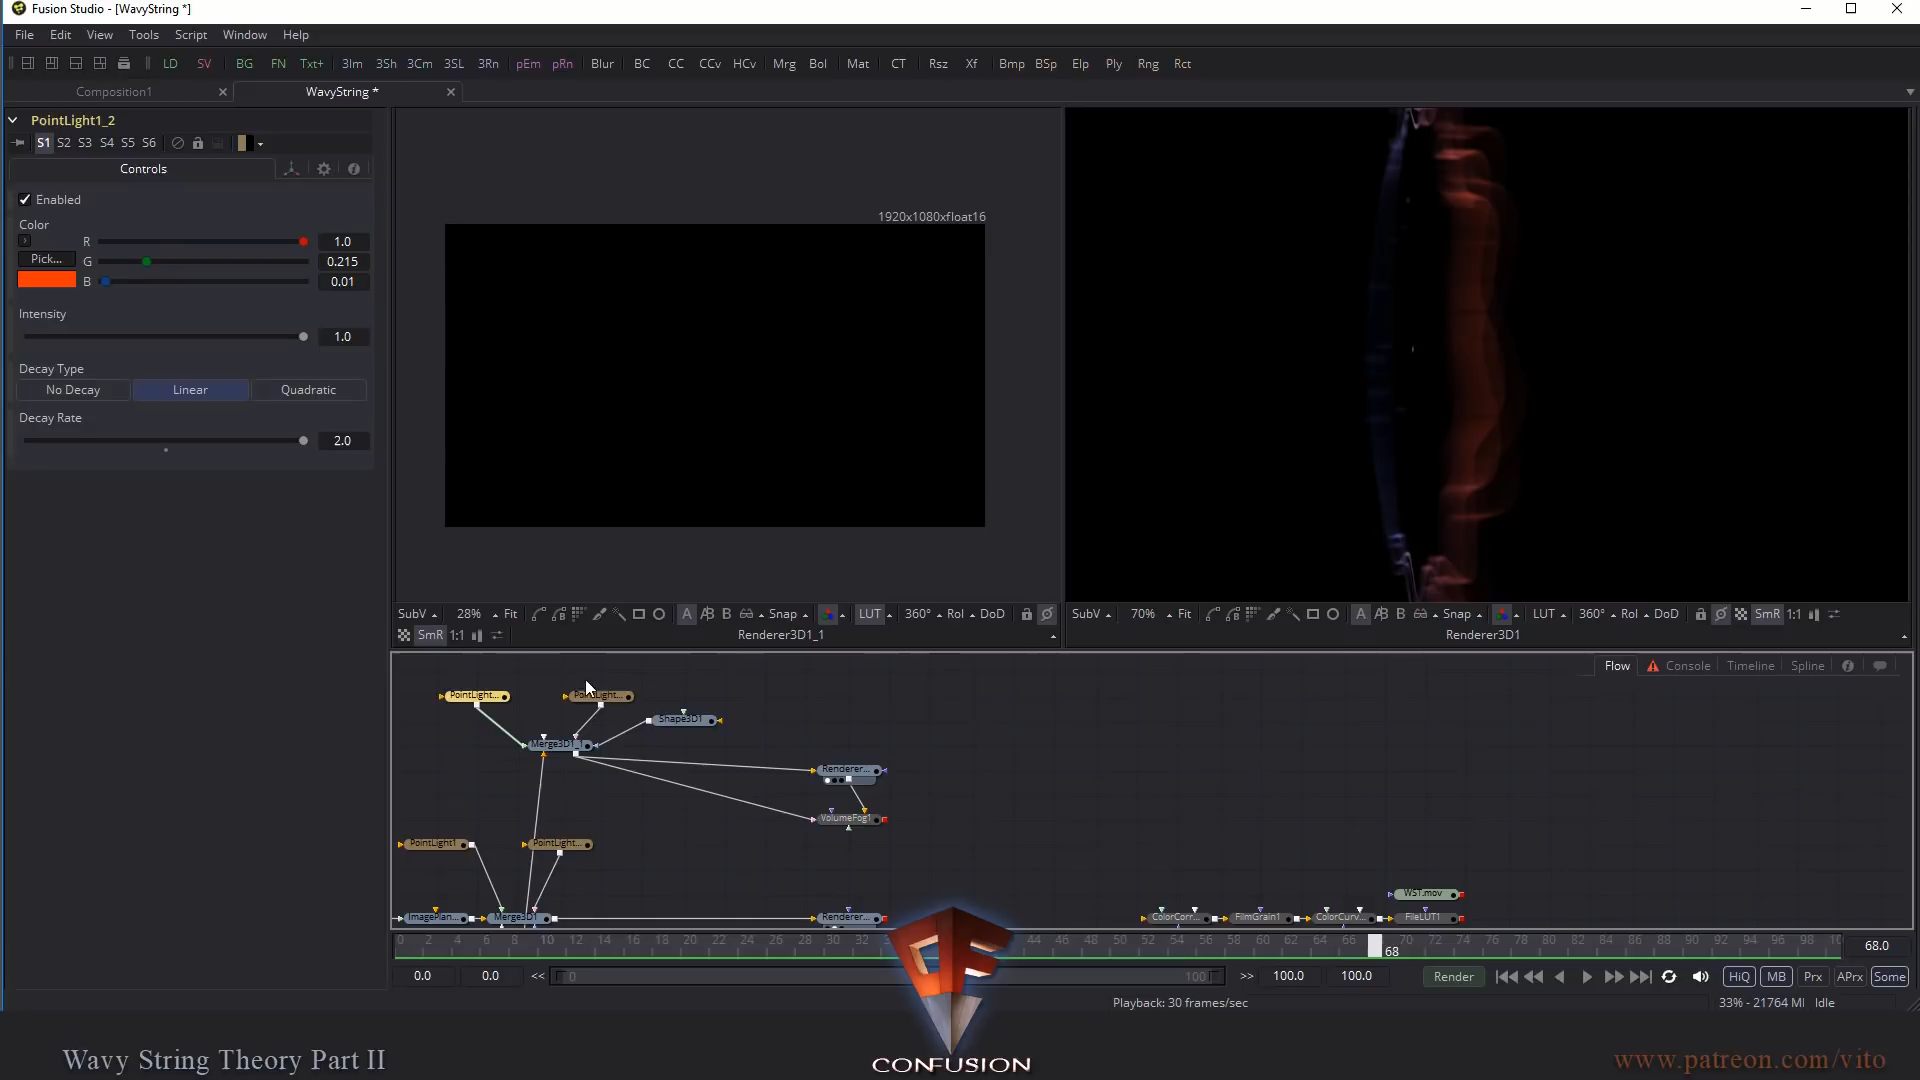 Fusion Studio - [WavyString *]
File Edit View Tools Script Window Help
LD SV BG FN Txt+ 3Im 3Sh 3Cm 3SL 3Rn pEm pRn Blur BC CC CCv HCv Mrg Bol Mat CT Rsz Xf Bmp BSp Elp Ply Rng Rct
Composition1 WavyString *
PointLight1_2
S1 S2 S3 S4 S5 S6
Controls
Enabled
Color
R 1.0
Pick... G 0.215
B 0.01
Intensity
1.0
Decay Type
No Decay Linear Quadratic
Decay Rate
2.0
1920x1080xfloat16
SubV 28% Fit A B Snap LUT 360° Rol DoD
SmR 1:1 Renderer3D1_1
SubV 70% Fit A B Snap LUT 360° Rol DoD SmR 1:1
Renderer3D1
Flow Console Timeline Spline
PointLight... PointLight...
Shape3D1
Merge3D1_1
Renderer...
VolumeFog1
PointLight1 PointLight...
WS1.mov
ImagePlan... Merge3D1 Renderer... ColorCorr... FilmGrain1 ColorCurv... FileLUT1
0 2 4 6 8 10 12 14 16 18 20 22 24 26 28 30 32 44 46 48 50 52 54 56 58 60 62 64 66 68 70 72 74 76 78 80 82 84 86 88 90 92 94 96 98 68.0
0.0 0.0 << 0 100 >> 100.0 100.0 Render HiQ MB Prx APrx Some
Playback: 30 frames/sec 33% - 21764 MB Idle
Wavy String Theory Part II
CONFUSION
www.patreon.com/vito